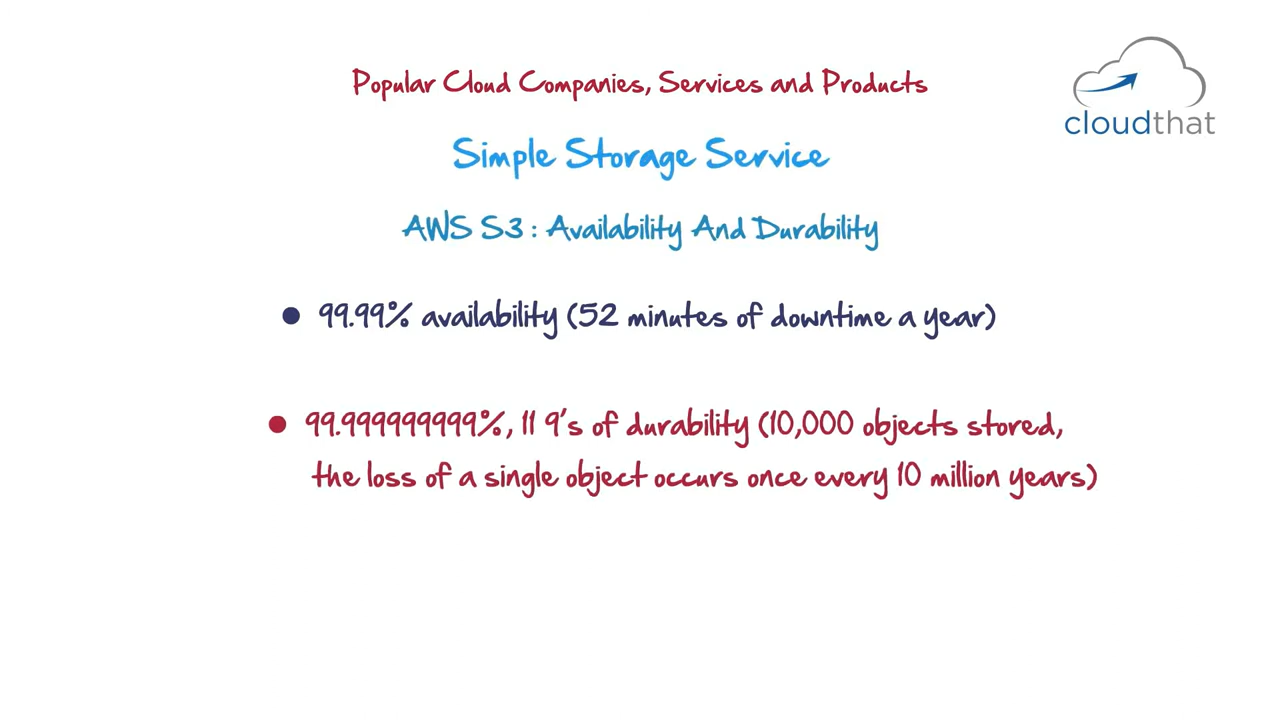 Popular Cloud Companies, Services and Products
cloudthat
Simple Storage Service
AWS S3 : Availability And Durability
● 99.99% availability (52 minutes of downtime a year)
● 99.999999999%, 11 9's of durability (10,000 objects stored,
the loss of a single object occurs once every 10 million years)